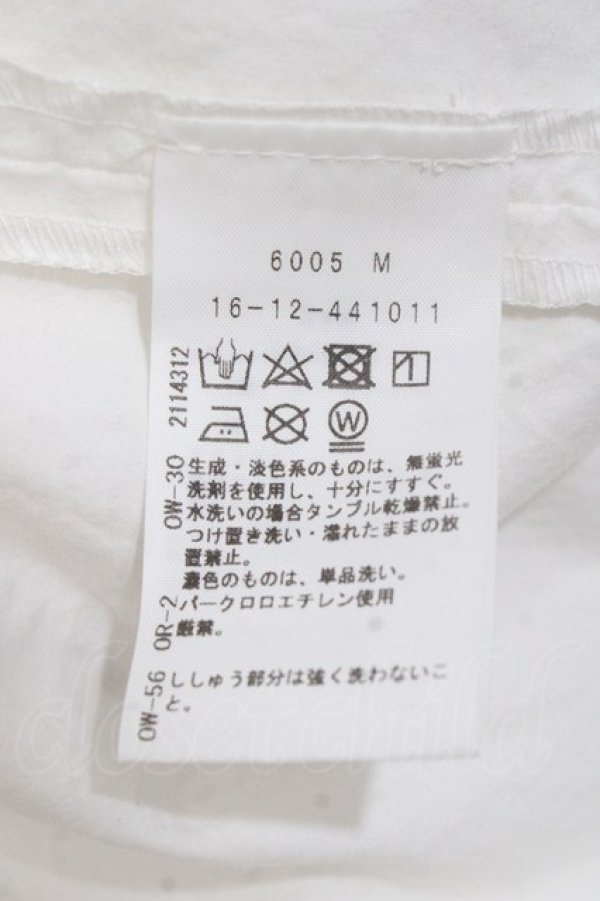 6005 M
16-12-441011
2114312
W
OW-30
生成・淡色系のものは、無蛍光
洗剤を使用し、十分にすすぐ。
水洗いの場合タンブル乾燥禁止。
つけ置き洗い・濡れたままの放
置禁止。
濃色のものは、単品洗い。
OR-2
パークロロエチレン使用
厳禁。
OW-56
ししゅう部分は強く洗わないこ
と。
closet child